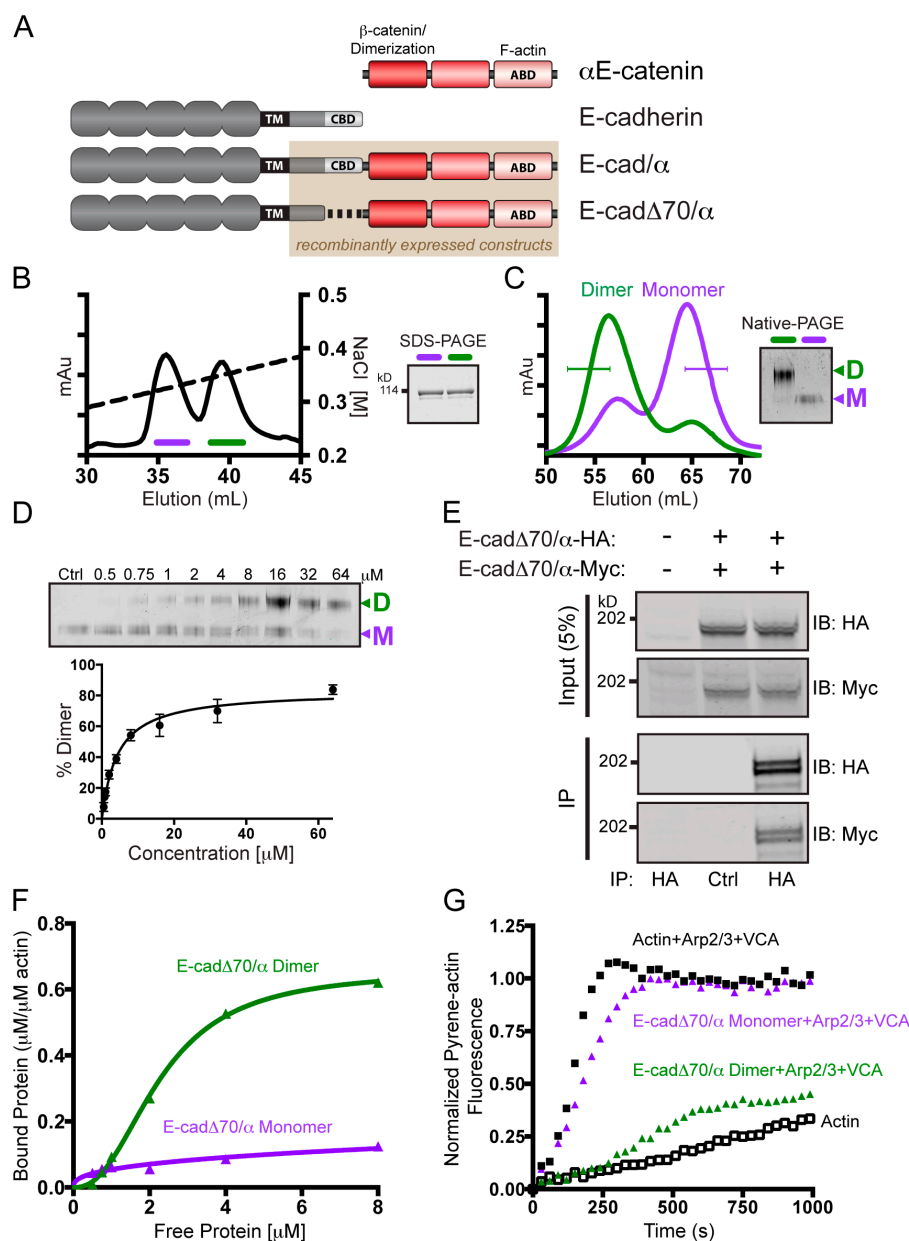 A
β-catenin/
Dimerization
F-actin
ABD
αE-catenin
TM
CBD
E-cadherin
TM
CBD
ABD
E-cad/α
TM
ABD
E-cadΔ70/α
recombinantly expressed constructs
B
mAu
0.5
0.4
0.3
0.2
NaCl [M]
30
35
40
45
Elution (mL)
SDS-PAGE
kD
114
C
Dimer
Monomer
mAu
50
55
60
65
70
Elution (mL)
Native-PAGE
D
M
D
Ctrl
0.5
0.75
1
2
4
8
16
32
64
μM
D
M
% Dimer
100
80
60
40
20
0
0
20
40
60
Concentration [μM]
E
E-cadΔ70/α-HA:
-
+
+
E-cadΔ70/α-Myc:
-
+
+
Input (5%)
kD
202
IB: HA
202
IB: Myc
IP
202
IB: HA
202
IB: Myc
IP:
HA
Ctrl
HA
F
Bound Protein (μM/μM actin)
0.8
0.6
0.4
0.2
0.0
E-cadΔ70/α Dimer
E-cadΔ70/α Monomer
0
2
4
6
8
Free Protein [μM]
G
Normalized Pyrene-actin
Fluorescence
1.25
1.00
0.75
0.50
0.25
0.00
Actin+Arp2/3+VCA
E-cadΔ70/α Monomer+Arp2/3+VCA
E-cadΔ70/α Dimer+Arp2/3+VCA
Actin
0
250
500
750
1000
Time (s)